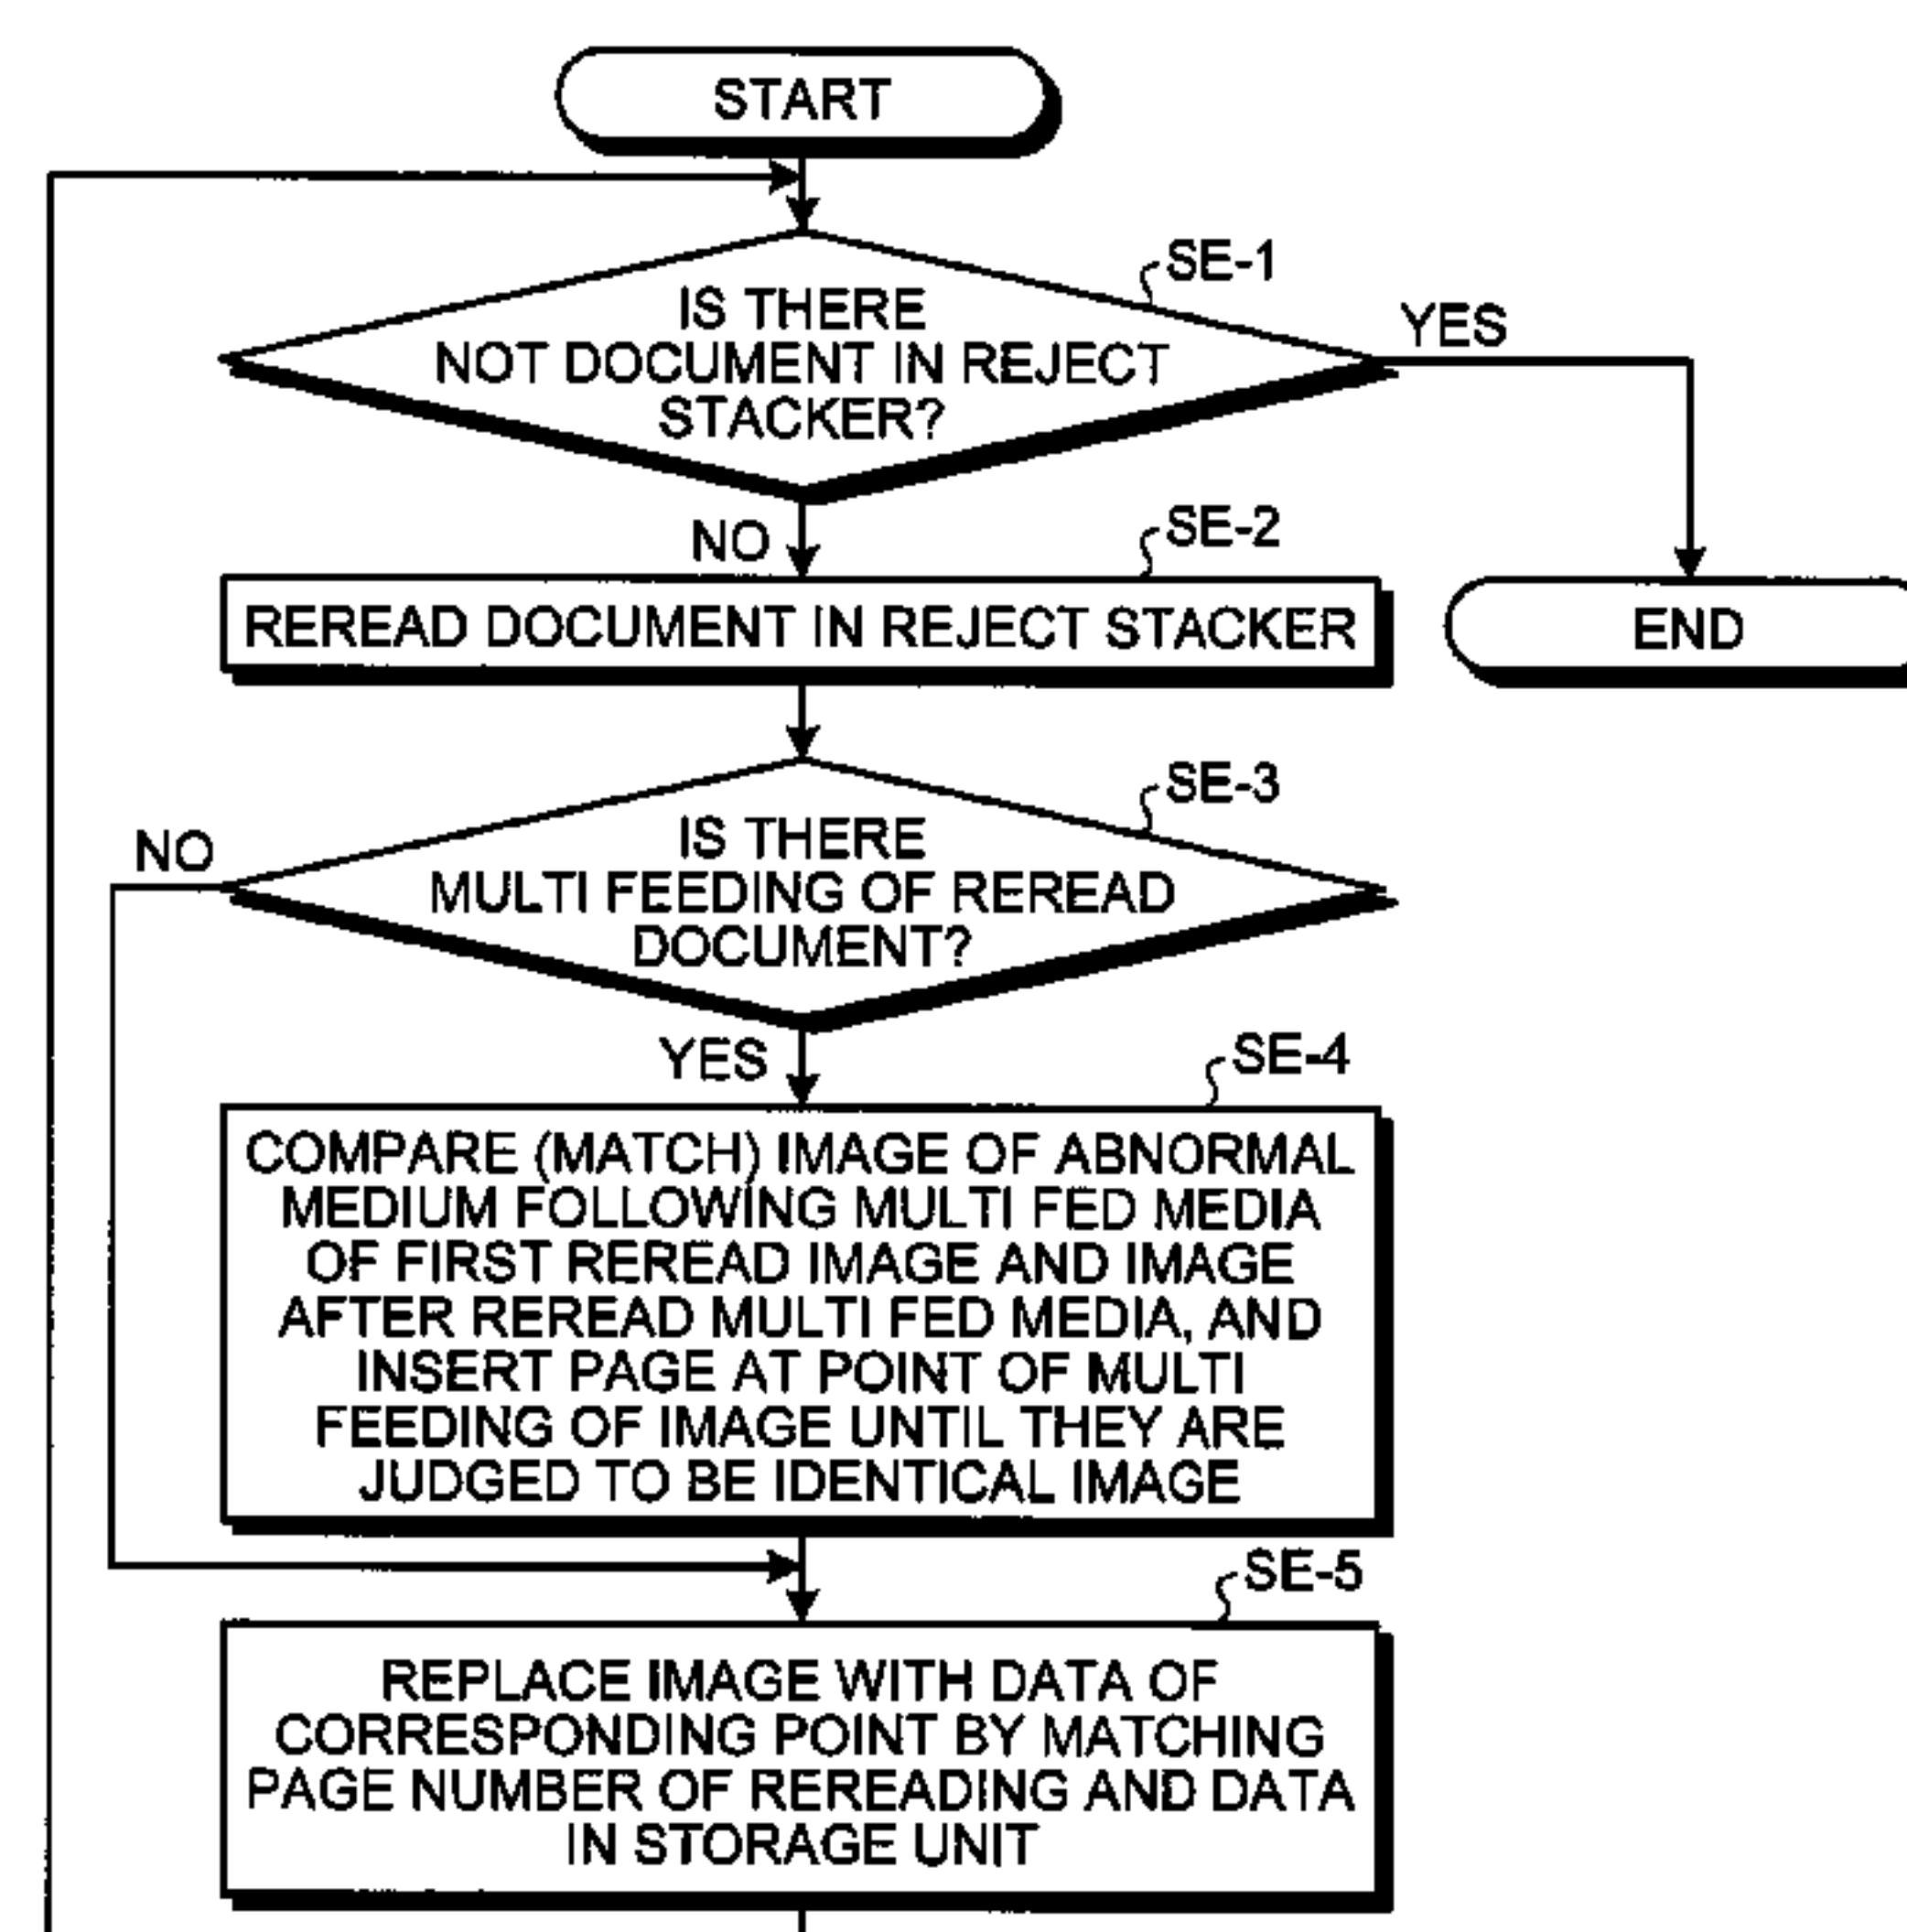 START
SE-1
IS THERE
NOT DOCUMENT IN REJECT
STACKER?
YES
NO
SE-2
REREAD DOCUMENT IN REJECT STACKER
END
SE-3
IS THERE
MULTI FEEDING OF REREAD
DOCUMENT?
NO
YES
SE-4
COMPARE (MATCH) IMAGE OF ABNORMAL
MEDIUM FOLLOWING MULTI FED MEDIA
OF FIRST REREAD IMAGE AND IMAGE
AFTER REREAD MULTI FED MEDIA, AND
INSERT PAGE AT POINT OF MULTI
FEEDING OF IMAGE UNTIL THEY ARE
JUDGED TO BE IDENTICAL IMAGE
SE-5
REPLACE IMAGE WITH DATA OF
CORRESPONDING POINT BY MATCHING
PAGE NUMBER OF REREADING AND DATA
IN STORAGE UNIT